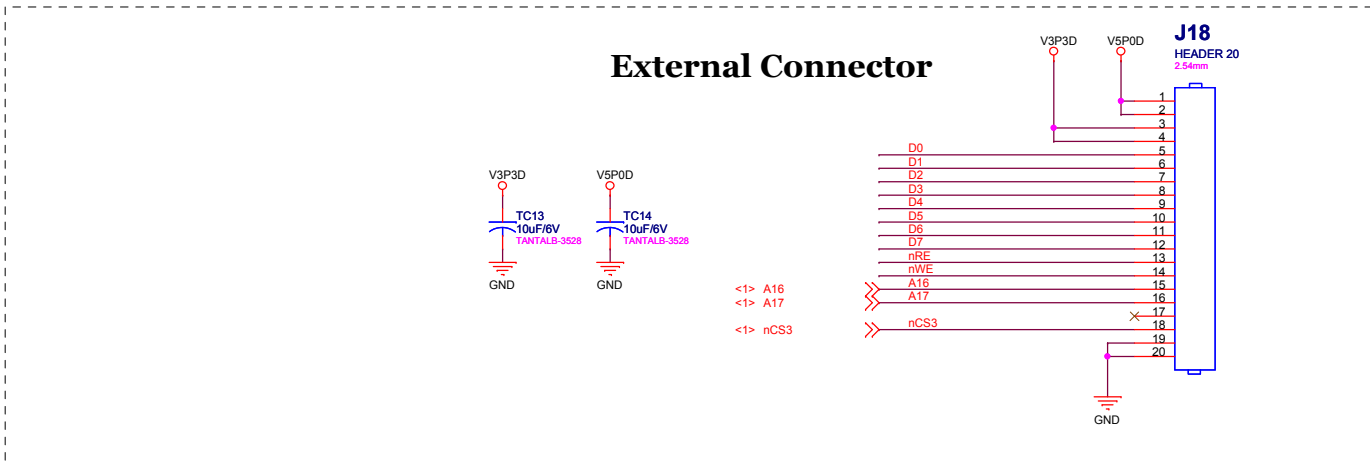 External Connector
V3P3D
V5P0D
J18
HEADER 20
2.54mm
V3P3D
TC13
10uF/6V
TANTALB-3528
GND
V5P0D
TC14
10uF/6V
TANTALB-3528
GND
<1> A16
<1> A17
<1> nCS3
D0
D1
D2
D3
D4
D5
D6
D7
nRE
nWE
A16
A17
nCS3
1
2
3
4
5
6
7
8
9
10
11
12
13
14
15
16
17
18
19
20
GND